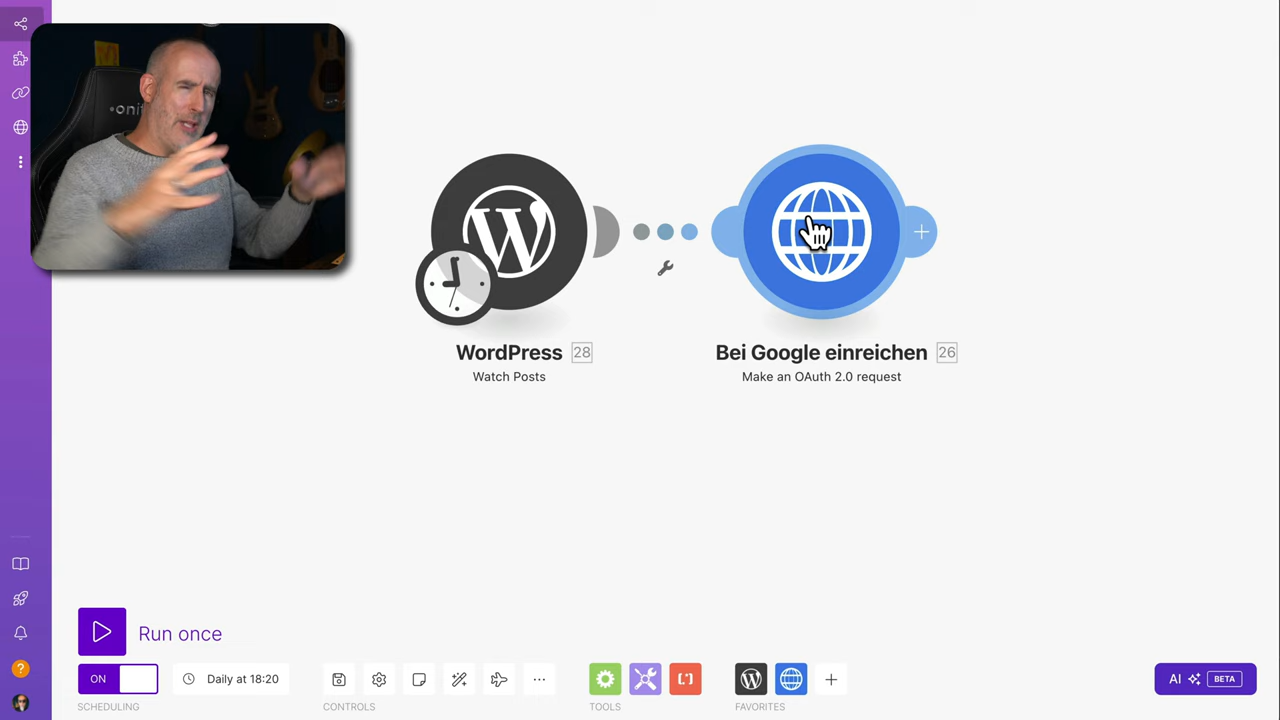 onit
WordPress 28
Watch Posts
Bei Google einreichen 26
Make an OAuth 2.0 request
Run once
ON
Daily at 18:20
SCHEDULING
CONTROLS
TOOLS
FAVORITES
AI BETA